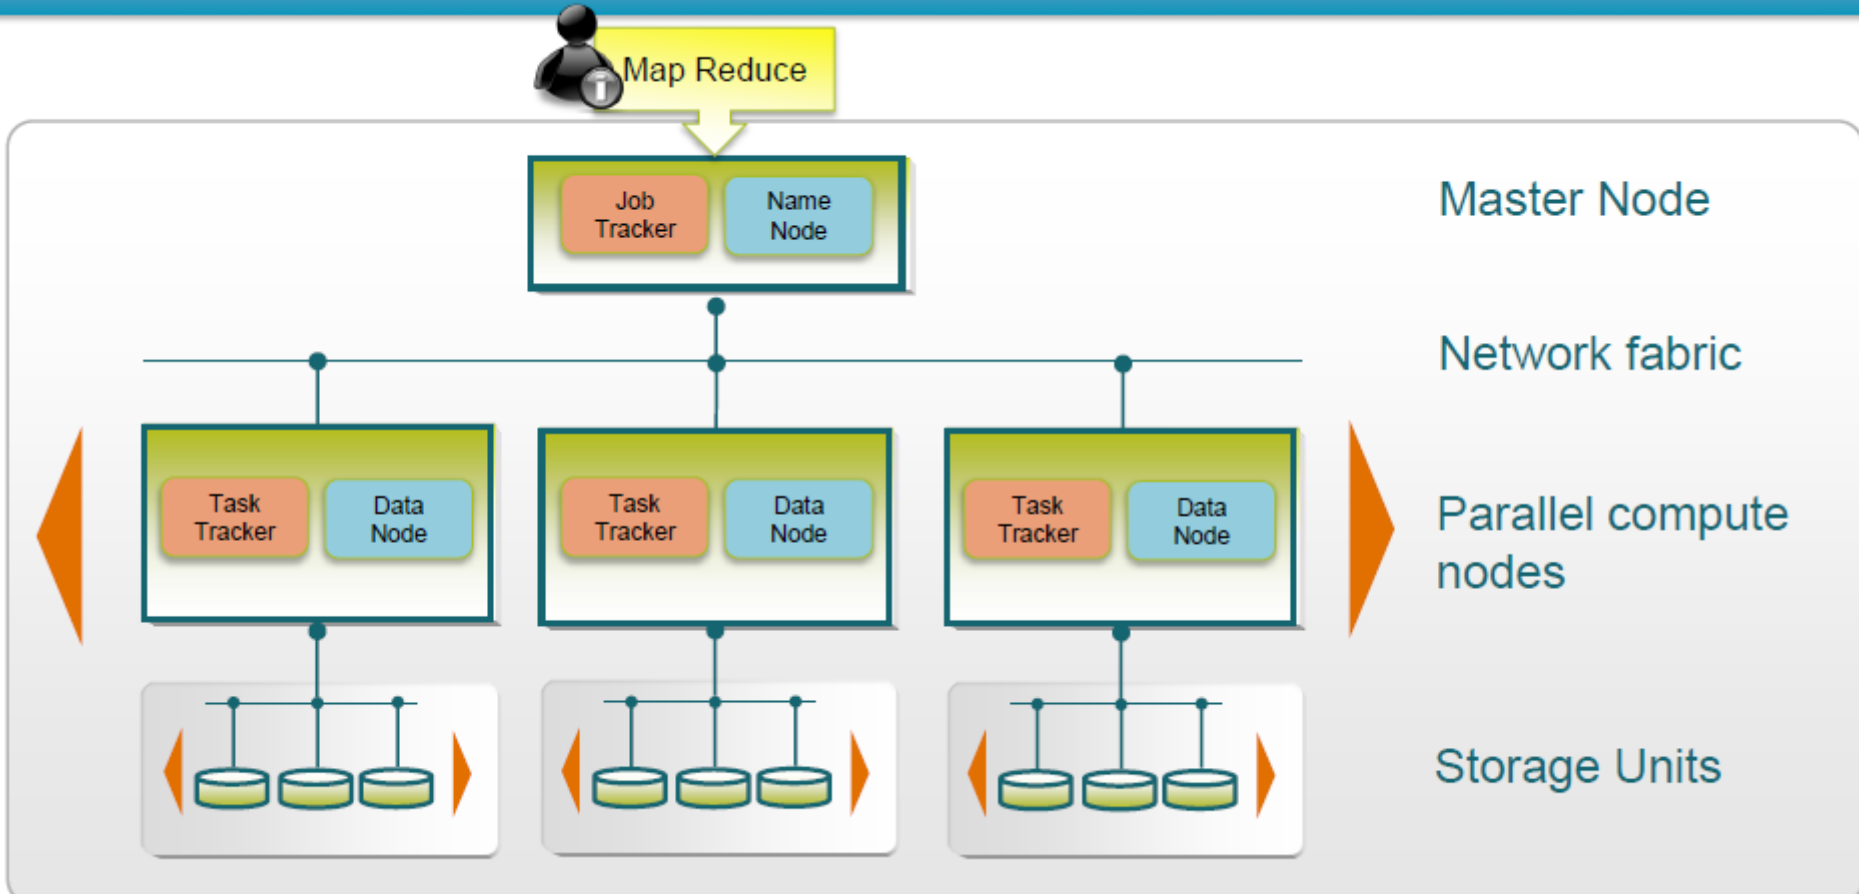 Map Reduce
Job
Tracker
Name
Node
Master Node
Network fabric
Task
Tracker
Data
Node
Task
Tracker
Data
Node
Task
Tracker
Data
Node
Parallel compute
nodes
Storage Units